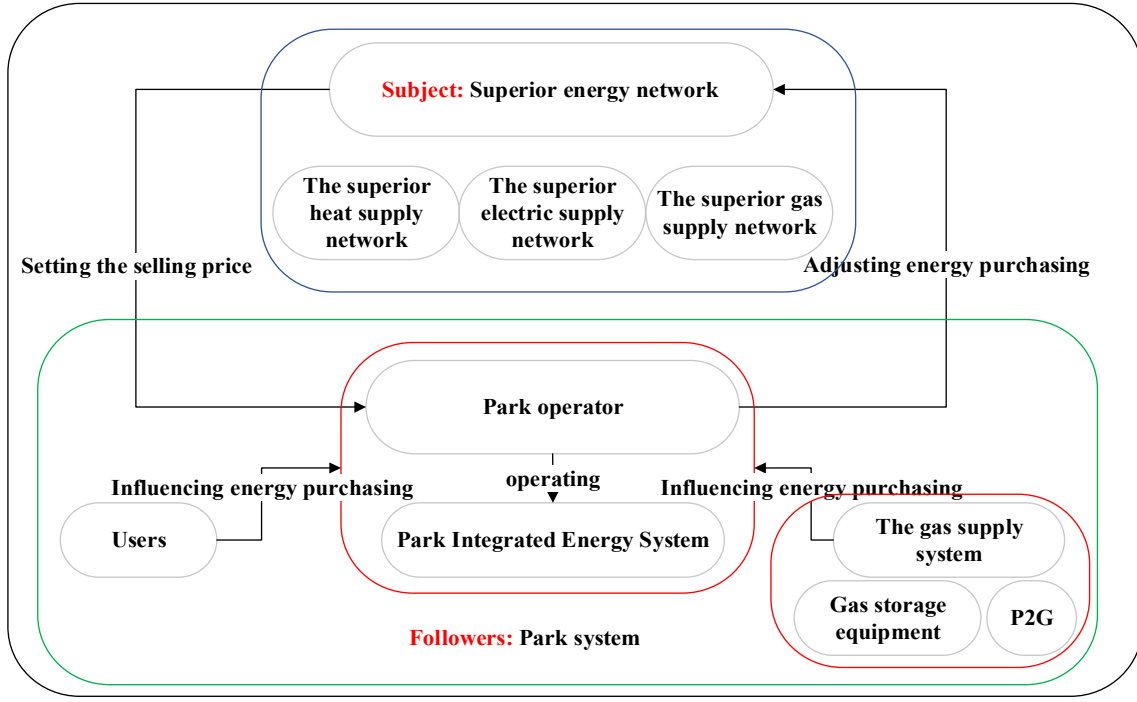 Subject: Superior energy network
The superior
heat supply
network
The superior
electric supply
network
The superior gas
supply network
Setting the selling price
Adjusting energy purchasing
Park operator
operating
Influencing energy purchasing
Influencing energy purchasing
Users
Park Integrated Energy System
The gas supply
system
Gas storage
equipment
P2G
Followers: Park system